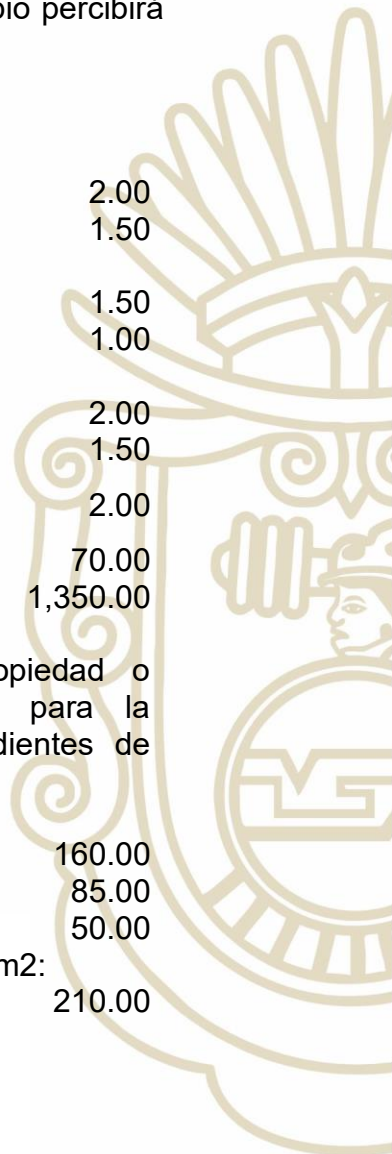 pio percibirá
2.00
1.50
1.50
1.00
2.00
1.50
2.00
70.00
1,350.00
opiedad o
para la
dientes de
160.00
85.00
50.00
m2:
210.00